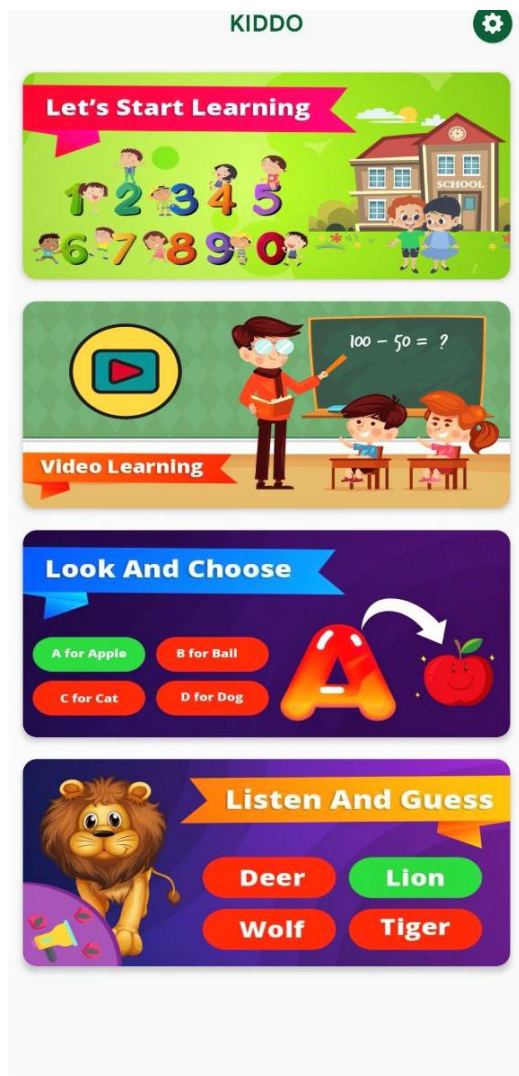 KIDDO
Let's Start Learning
1 2 3 4 5
6 7 8 9 0
SCHOOL
100 - 50 = ?
Video Learning
Look And Choose
A for Apple
B for Ball
C for Cat
D for Dog
A
Listen And Guess
Deer
Lion
Wolf
Tiger